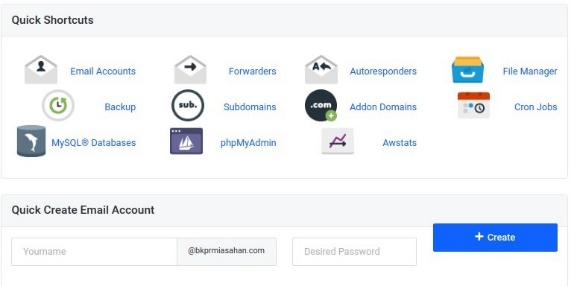 Quick Shortcuts
Email Accounts Forwarders A Autoresponders File Manager
Backup sub. Subdomains .com Addon Domains Cron Jobs
MySQL® Databases phpMyAdmin Awstats
Quick Create Email Account
Yourname @bkprmiasahan.com Desired Password + Create